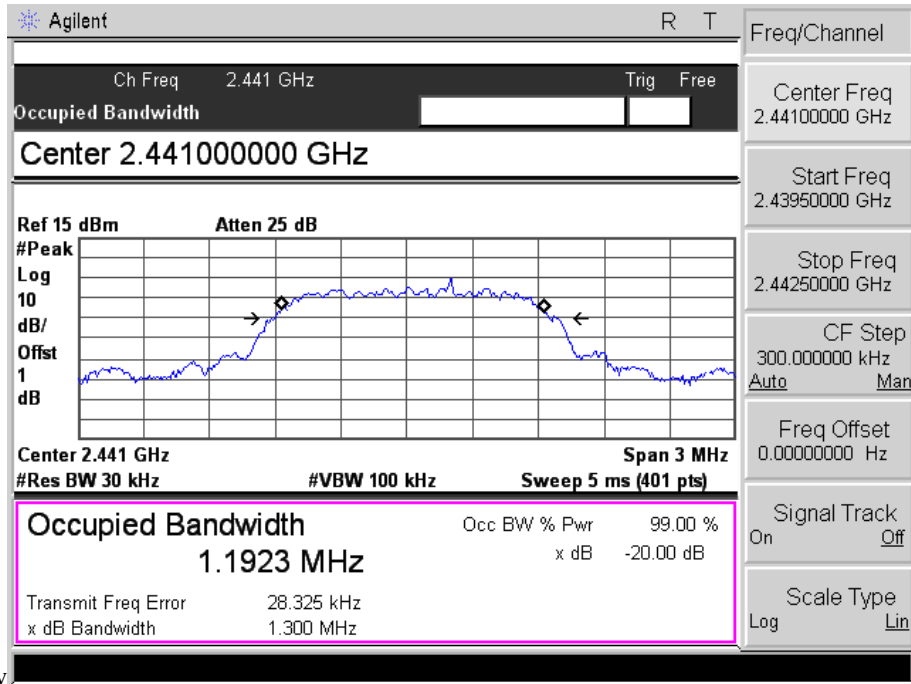 Agilent R T
Ch Freq 2.441 GHz Trig Free
Occupied Bandwidth
Center 2.441000000 GHz
Ref 15 dBm Atten 25 dB
#Peak
Log
10
dB/
Offst
1
dB
Center 2.441 GHz Span 3 MHz
#Res BW 30 kHz #VBW 100 kHz Sweep 5 ms (401 pts)
Occupied Bandwidth
1.1923 MHz
Occ BW % Pwr 99.00 %
x dB -20.00 dB
Transmit Freq Error 28.325 kHz
x dB Bandwidth 1.300 MHz
Freq/Channel
Center Freq
2.44100000 GHz
Start Freq
2.43950000 GHz
Stop Freq
2.44250000 GHz
CF Step
300.000000 kHz
Auto Man
Freq Offset
0.00000000 Hz
Signal Track
On Off
Scale Type
Log Lin